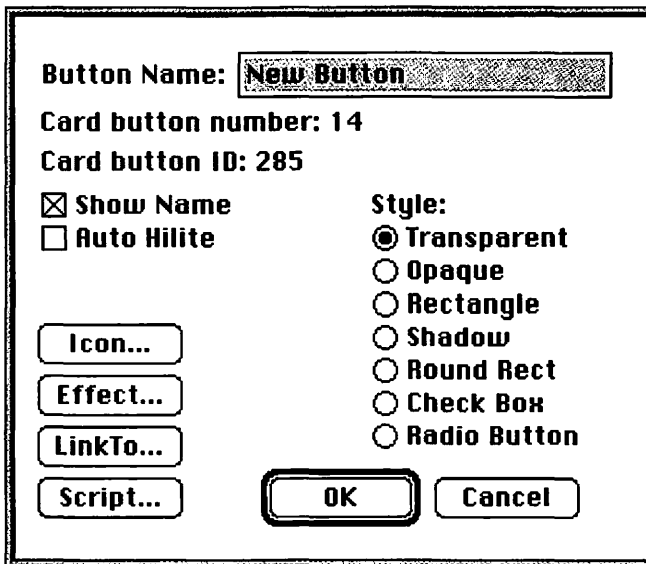 Button Name: New Button
Card button number: 14
Card button ID: 285
Show Name
Auto Hilite
Style:
Transparent
Opaque
Rectangle
Shadow
Round Rect
Check Box
Radio Button
Icon...
Effect...
LinkTo...
Script...
OK
Cancel